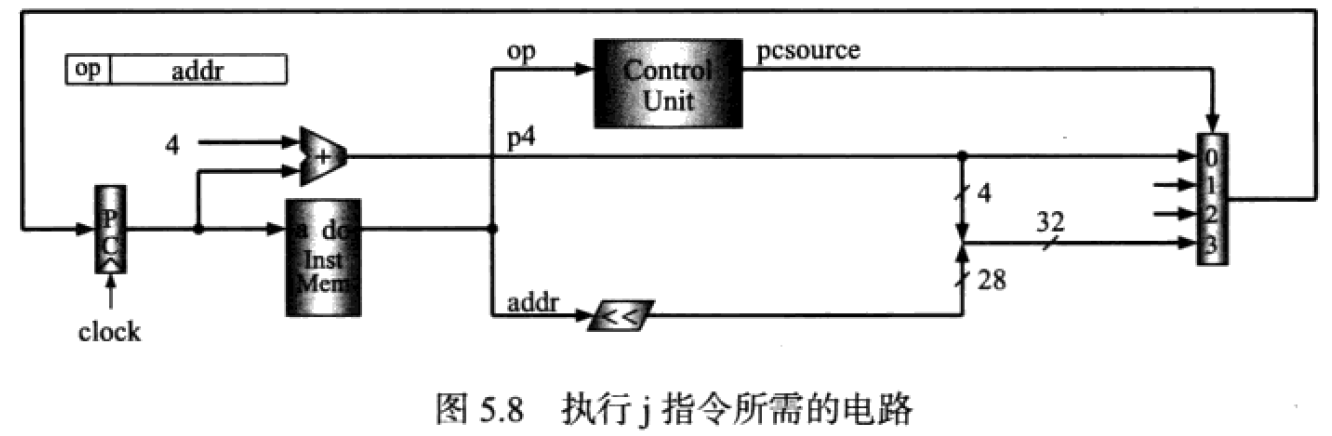 op addr
op
Control
Unit
pcsource
4
+
p4
0
1
2
3
4
32
28
PC
a do
Inst
Mem
addr
<<
clock
图 5.8 执行 j 指令所需的电路